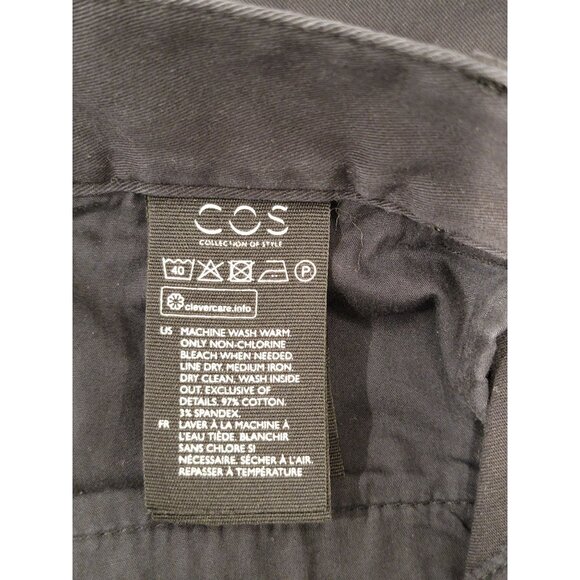 COS
COLLECTION OF STYLE
40 P
clevercare.info
US MACHINE WASH WARM.
ONLY NON-CHLORINE
BLEACH WHEN NEEDED.
LINE DRY. MEDIUM IRON.
DRY CLEAN. WASH INSIDE
OUT. EXCLUSIVE OF
DETAILS. 97% COTTON.
3% SPANDEX.
FR LAVER À LA MACHINE À
L'EAU TIÈDE. BLANCHIR
SANS CHLORE SI
NÉCESSAIRE. SÉCHER À L'AIR.
REPASSER À TEMPÉRATURE